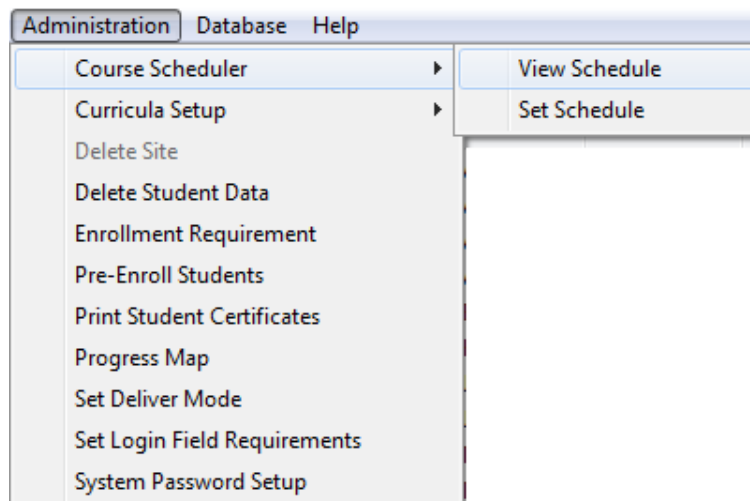 Administration Database Help
Course Scheduler View Schedule
Curricula Setup Set Schedule
Delete Site
Delete Student Data
Enrollment Requirement
Pre-Enroll Students
Print Student Certificates
Progress Map
Set Deliver Mode
Set Login Field Requirements
System Password Setup